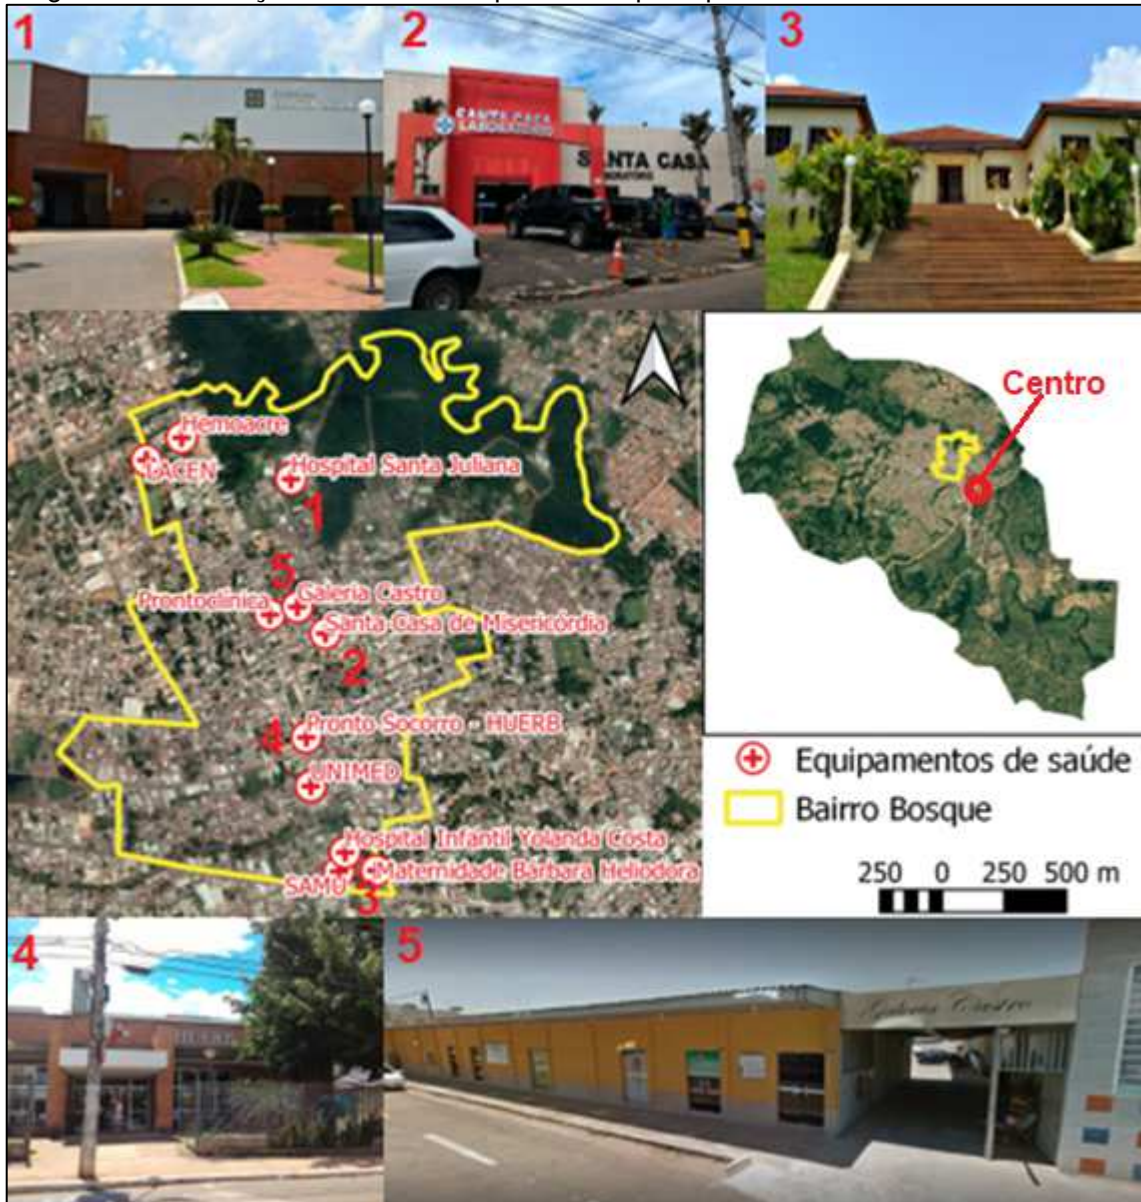 1
2
3
SANTA CASA
LABORATÓRIO
SANTA CASA
Hemoacre
LACEN
Hospital Santa Juliana
1
5
Galeria Castro
Prontoclínica
Santa Casa de Misericórdia
2
4
Pronto Socorro - HUERB
UNIMED
Hospital Infantil Yolanda Costa
SAMU
Maternidade Bárbara Heliodora
3
Centro
Equipamentos de saúde
Bairro Bosque
250 0 250 500 m
4
5
Galeria Castro